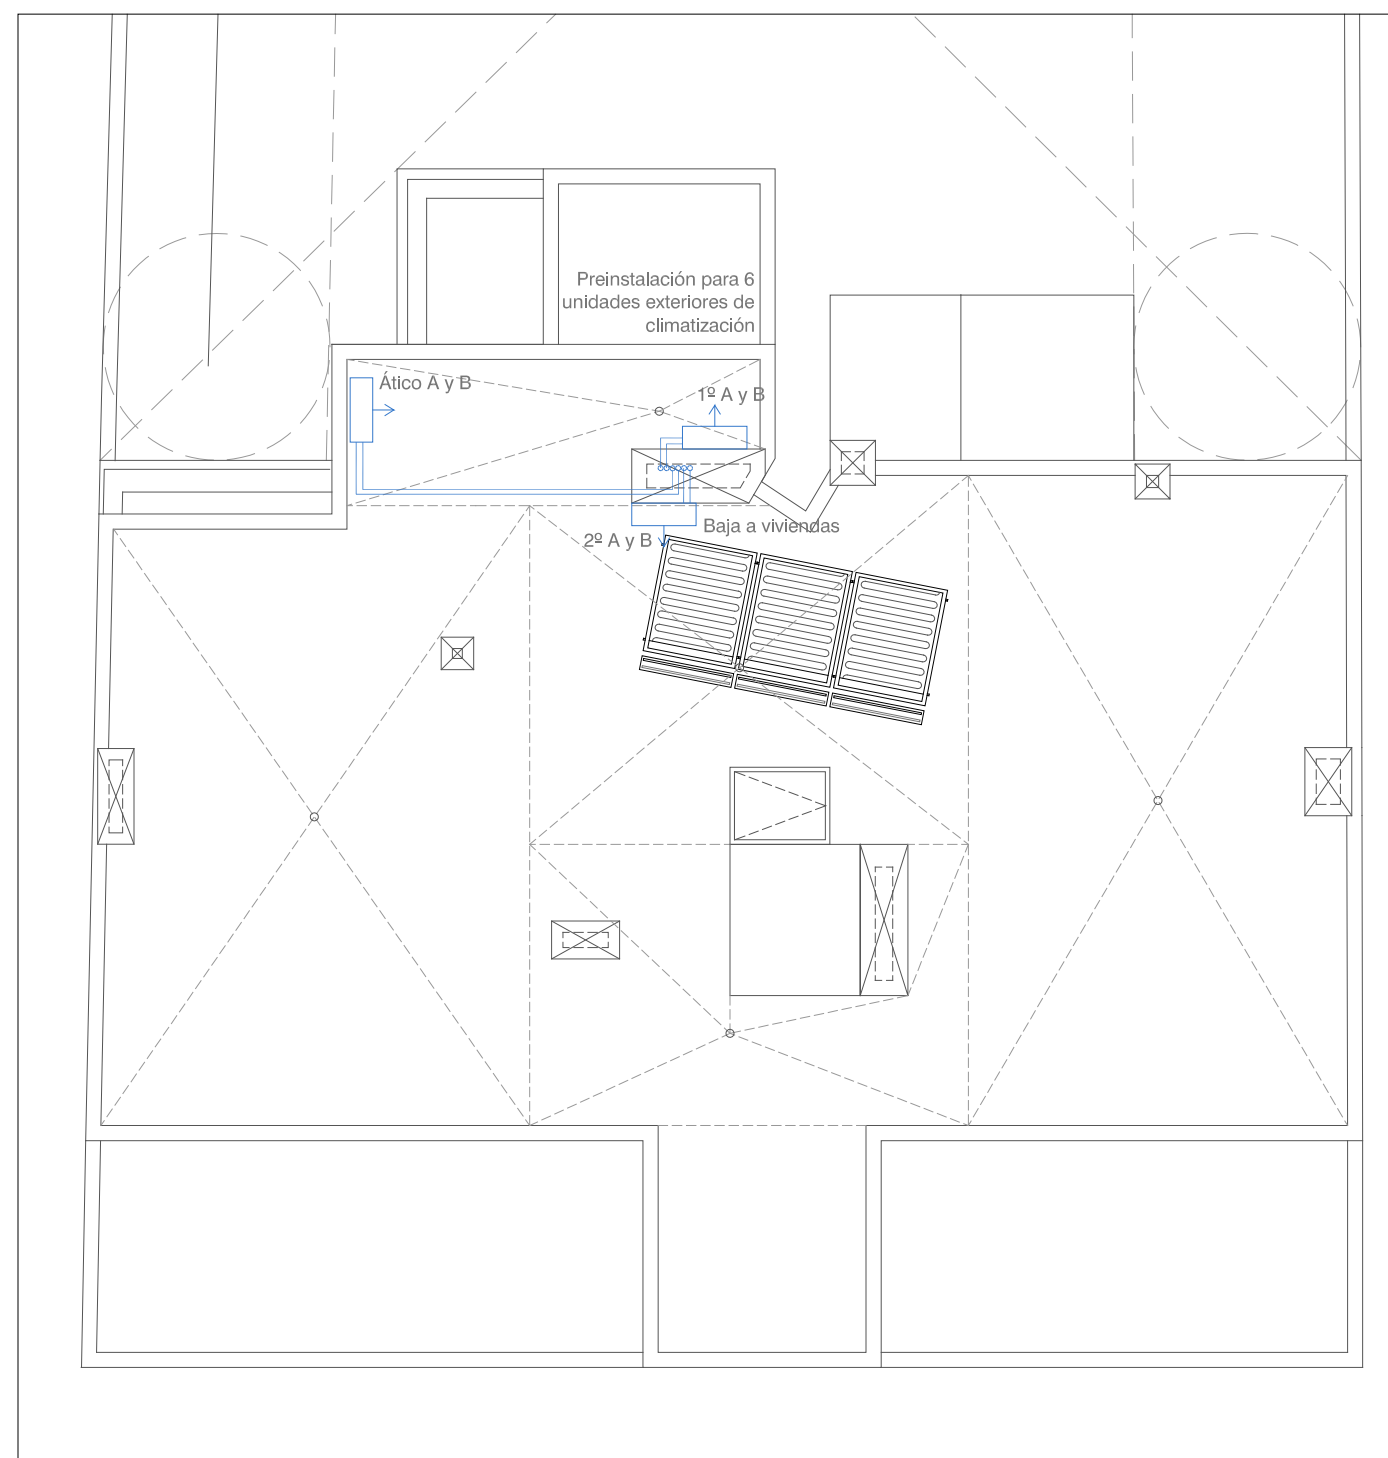 Preinstalación para 6
unidades exteriores de
climatización
Ático A y B
1º A y B
Baja a viviendas
2º A y B